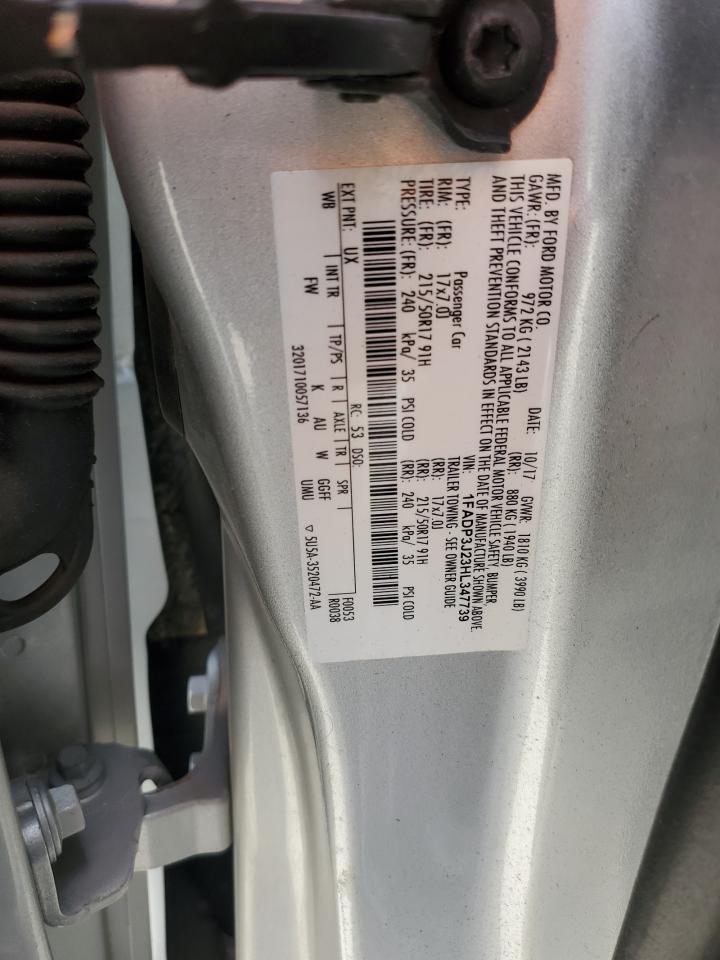 MFD. BY FORD MOTOR CO.
DATE: 10/17 GVWR: 1810 KG ( 3990 LB)
GAWR: (FR): 972 KG ( 2143 LB) (RR): 880 KG ( 1940 LB)
THIS VEHICLE CONFORMS TO ALL APPLICABLE FEDERAL MOTOR VEHICLE SAFETY, BUMPER,
AND THEFT PREVENTION STANDARDS IN EFFECT ON THE DATE OF MANUFACTURE SHOWN ABOVE.
VIN: 1FADP3J23HL347739
TYPE: Passenger Car TRAILER TOWING - SEE OWNER GUIDE
RIM: (FR): 17x7.0J (RR): 17x7.0J
TIRE: (FR): 215/50R17 91H (RR): 215/50R17 91H
PRESSURE: (FR): 240 kPa/ 35 PSI COLD (RR): 240 kPa/ 35 PSI COLD
EXT PNT: UX RC: 53 DSO: F0053
WB INT TR TP/PS R AXLE TR SPR R0038
FW K AU W GGFF
3201710057136 UMU ▽ 5U5A-3520472-AA